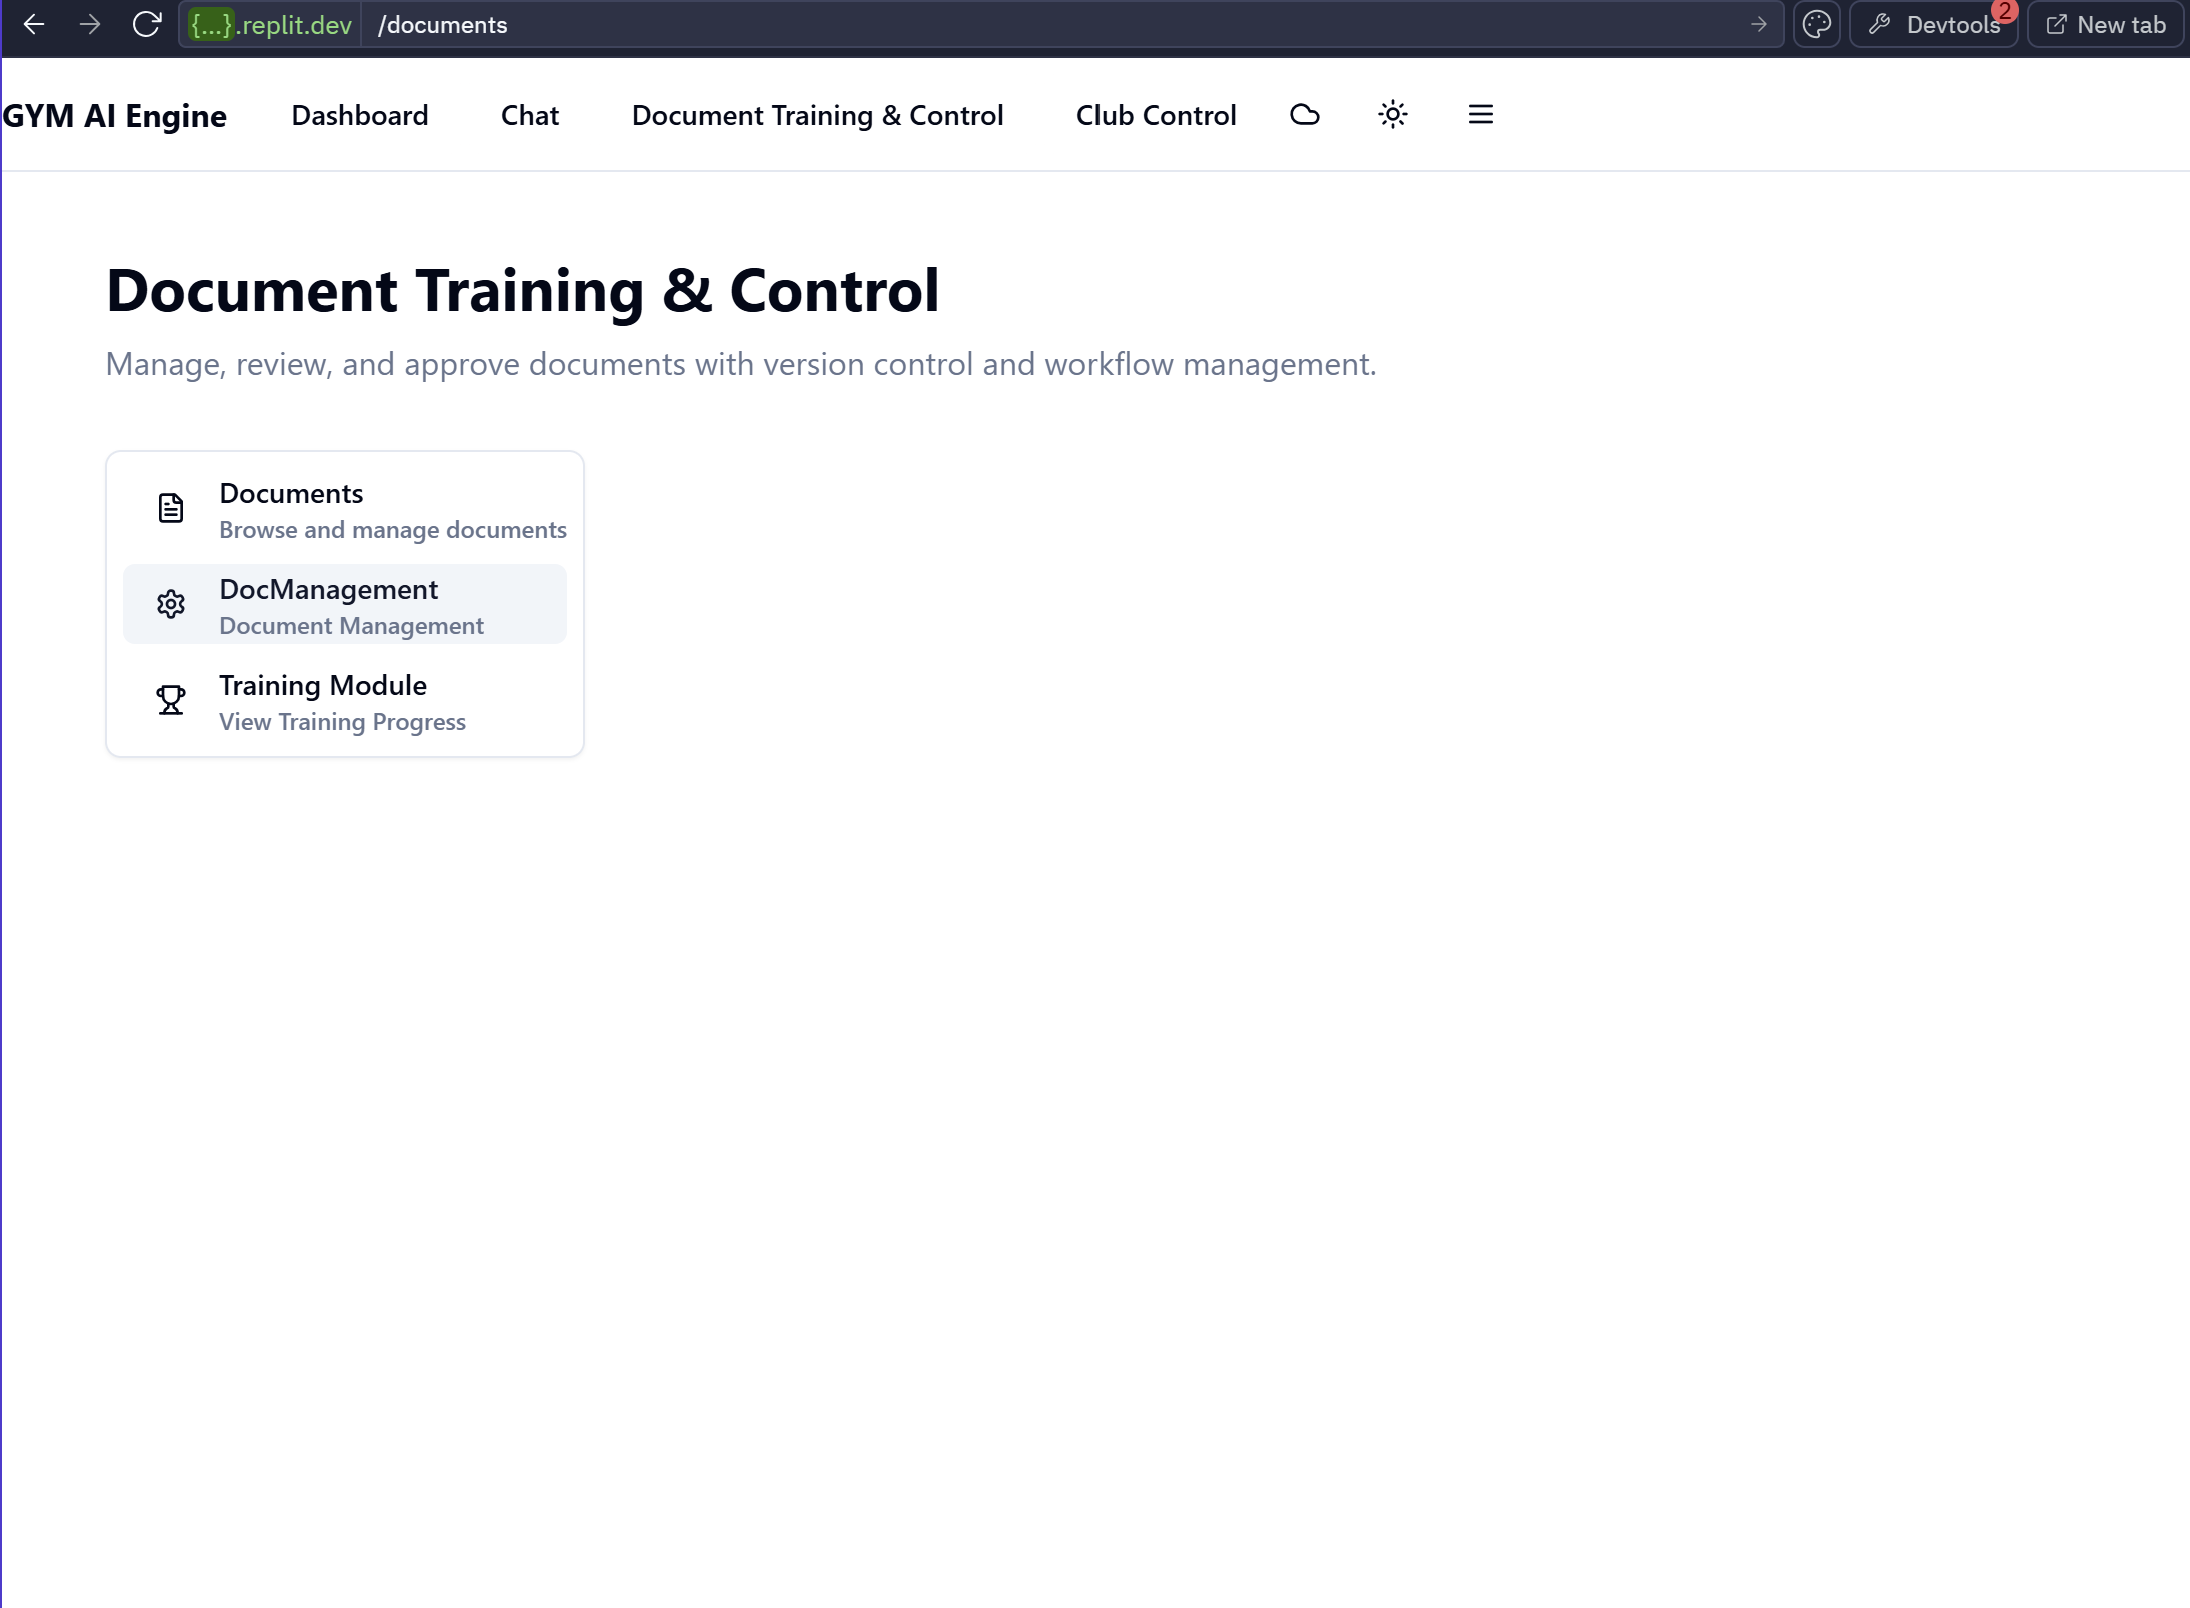 {...}.replit.dev /documents Devtools 2 New tab
GYM AI Engine Dashboard Chat Document Training & Control Club Control
Document Training & Control
Manage, review, and approve documents with version control and workflow management.
Documents
Browse and manage documents
DocManagement
Document Management
Training Module
View Training Progress